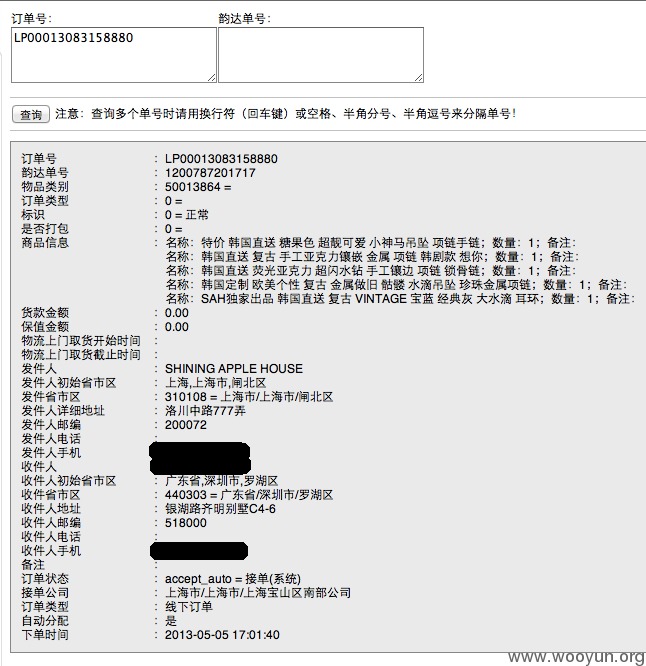 订单号: 韵达单号:
LP00013083158880
查询 注意：查询多个单号时请用换行符（回车键）或空格、半角分号、半角逗号来分隔单号！
订单号 : LP00013083158880
韵达单号 : 1200787201717
物品类别 : 50013864 =
订单类型 : 0 =
标识 : 0 = 正常
是否打包 : 0 =
商品信息 : 名称: 特价 韩国直送 糖果色 超靓可爱 小神马吊坠 项链手链; 数量: 1; 备注:
名称: 韩国直送 复古 手工亚克力镶嵌 金属 项链 韩剧款 想你; 数量: 1; 备注:
名称: 韩国直送 荧光亚克力 超闪水钻 手工镶边 项链 锁骨链; 数量: 1; 备注:
名称: 韩国定制 欧美个性 复古 金属做旧 骷髅 水滴吊坠 珍珠金属项链; 数量: 1; 备注:
名称: SAH独家出品 韩国直送 复古 VINTAGE 宝蓝 经典灰 大水滴 耳环; 数量: 1; 备注:
货款金额 : 0.00
保值金额 : 0.00
物流上门取货开始时间 :
物流上门取货截止时间 :
发件人 : SHINING APPLE HOUSE
发件人初始省市区 : 上海,上海市,闸北区
发件省市区 : 310108 = 上海市/上海市/闸北区
发件人详细地址 : 洛川中路777弄
发件人邮编 : 200072
发件人电话 :
发件人手机
收件人
收件人初始省市区 : 广东省,深圳市,罗湖区
收件省市区 : 440303 = 广东省/深圳市/罗湖区
收件人地址 : 银湖路齐明别墅C4-6
收件人邮编 : 518000
收件人电话 :
收件人手机
备注 :
订单状态 : accept_auto = 接单(系统)
接单公司 : 上海市/上海市/上海宝山区南部公司
订单类型 : 线下订单
自动分配 : 是
下单时间 : 2013-05-05 17:01:40
www.wooyun.org